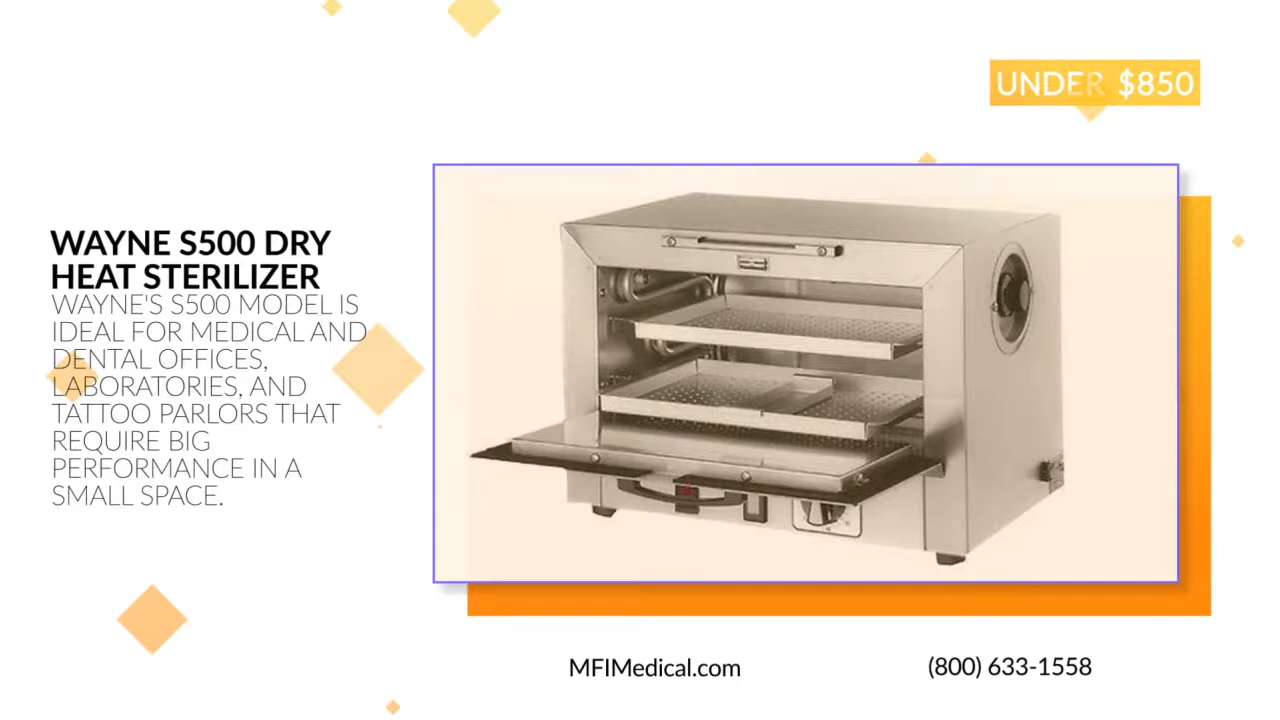 UNDER $850
WAYNE S500 DRY
HEAT STERILIZER
WAYNE'S S500 MODEL IS
IDEAL FOR MEDICAL AND
DENTAL OFFICES,
LABORATORIES, AND
TATTOO PARLORS THAT
REQUIRE BIG
PERFORMANCE IN A
SMALL SPACE.
MFIMedical.com
(800) 633-1558